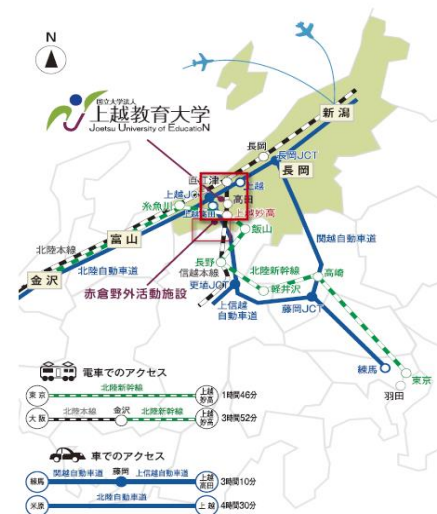 N
国立大学法人
上越教育大学
Joetsu University of EducatioN
新潟
長岡
長岡JCT
長岡
直江津
上越
上越JCT
高田
糸魚川
上越高田
上越妙高
飯山
北陸本線
富山
関越自動車道
金沢
北陸自動車道
長野
信越本線
北陸新幹線
高崎
赤倉野外活動施設
更埴JCT
軽井沢
上信越
自動車道
藤岡JCT
練馬
東京
羽田
電車でのアクセス
東京 北陸新幹線 上越妙高 1時間46分
大阪 北陸本線 金沢 北陸新幹線 上越妙高 3時間52分
車でのアクセス
練馬 関越自動車道 藤岡 上信越自動車道 上越高田 3時間10分
米原 北陸自動車道 上越 4時間30分